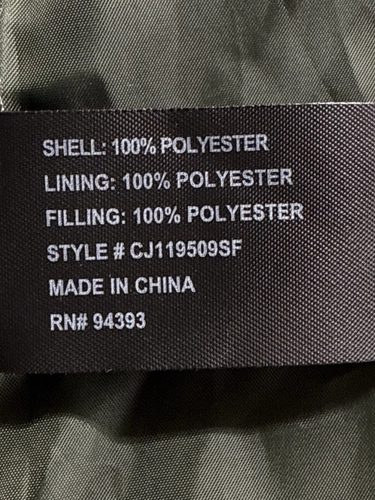 SHELL: 100% POLYESTER
LINING: 100% POLYESTER
FILLING: 100% POLYESTER
STYLE # CJ119509SF
MADE IN CHINA
RN# 94393